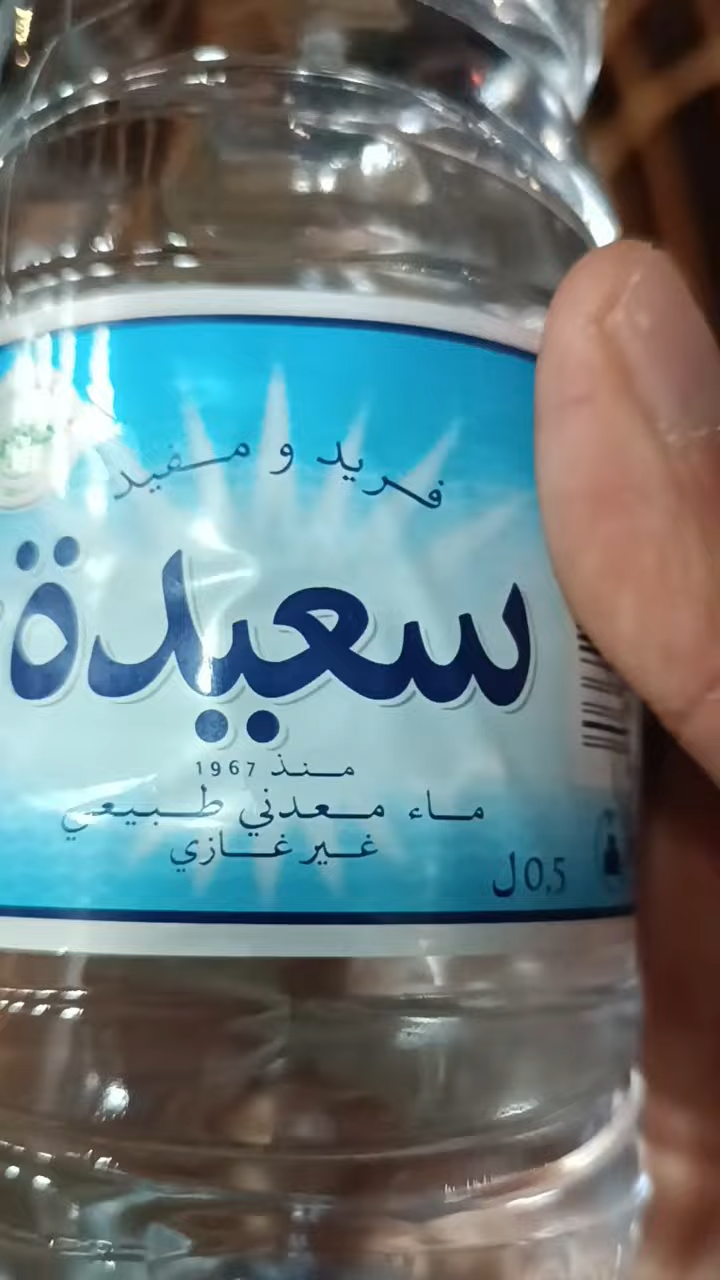 فريد و مفيد
سعيدة
منذ 1967
ماء معدني طبيعي
غير غازي
0,5 ل